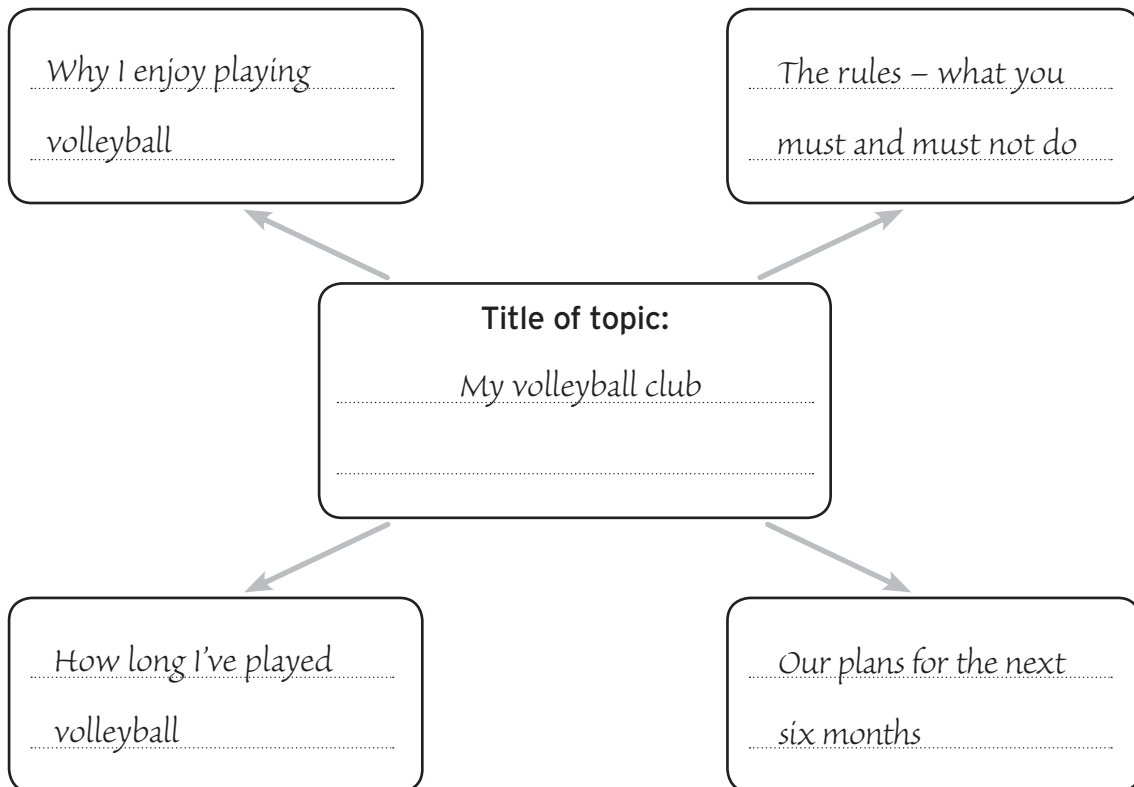 Why I enjoy playing
volleyball
The rules – what you
must and must not do
Title of topic:
My volleyball club
How long I've played
volleyball
Our plans for the next
six months